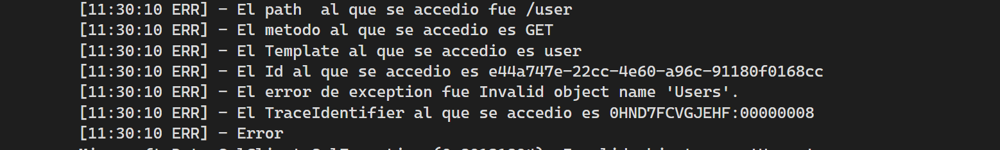 [11:30:10 ERR] - El path  al que se accedio fue /user
[11:30:10 ERR] - El metodo al que se accedio es GET
[11:30:10 ERR] - El Template al que se accedio es user
[11:30:10 ERR] - El Id al que se accedio es e44a747e-22cc-4e60-a96c-91180f0168cc
[11:30:10 ERR] - El error de exception fue Invalid object name 'Users'.
[11:30:10 ERR] - El TraceIdentifier al que se accedio es 0HND7FCVGJEHF:00000008
[11:30:10 ERR] - Error